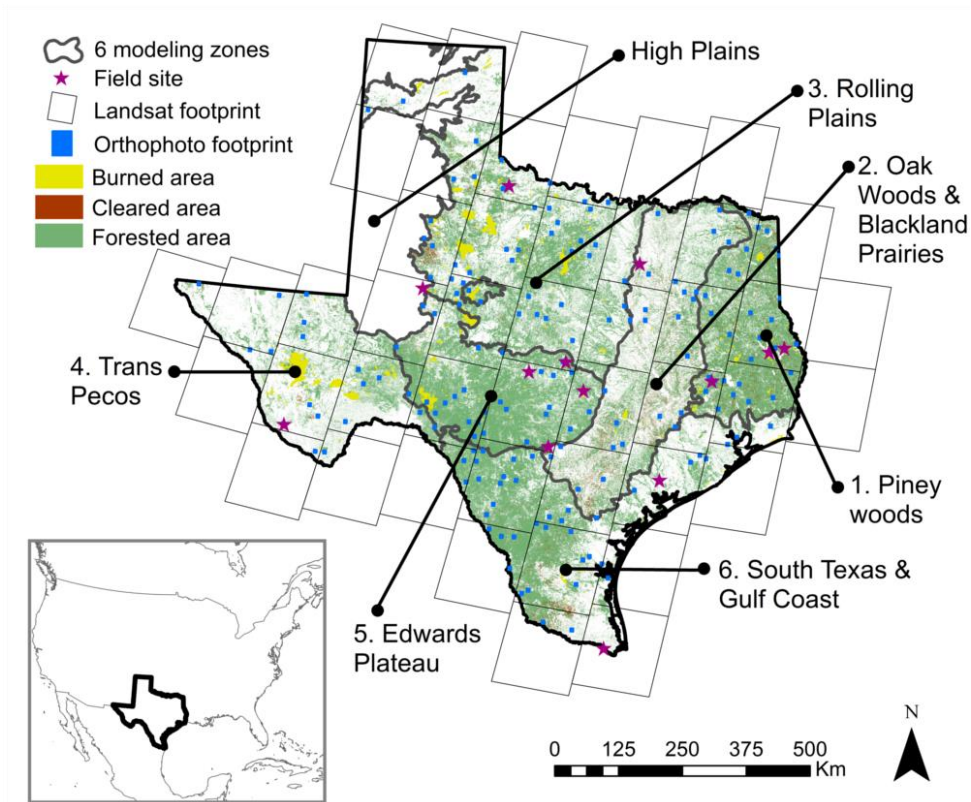 6 modeling zones
Field site
Landsat footprint
Orthophoto footprint
Burned area
Cleared area
Forested area
High Plains
3. Rolling
Plains
2. Oak
Woods &
Blackland
Prairies
4. Trans
Pecos
1. Piney
woods
6. South Texas &
Gulf Coast
5. Edwards
Plateau
N
0 125 250 375 500
Km